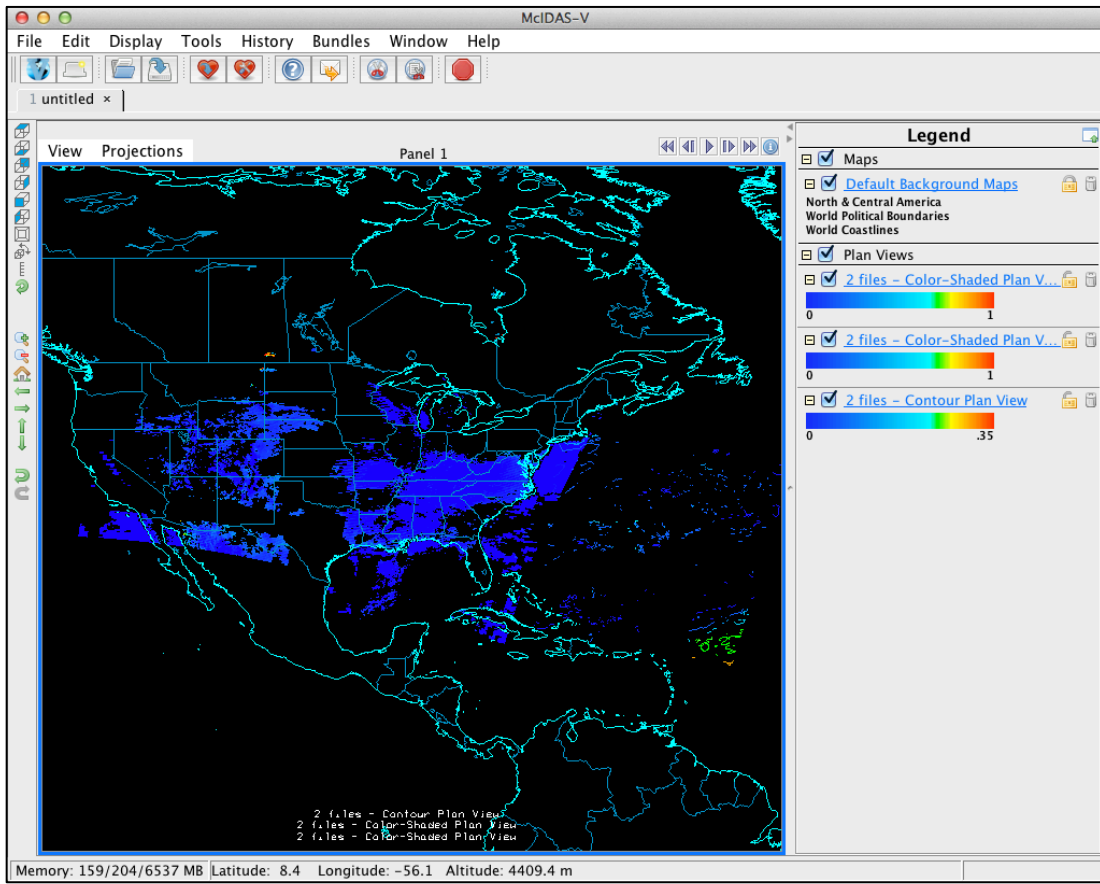 McIDAS-V
File Edit Display Tools History Bundles Window Help
1 untitled ×
View Projections
Panel 1
2 files - Contour Plan View
2 files - Color-Shaded Plan View
2 files - Color-Shaded Plan View
Legend
Maps
Default Background Maps
North & Central America
World Political Boundaries
World Coastlines
Plan Views
2 files - Color-Shaded Plan V...
0 1
2 files - Color-Shaded Plan V...
0 1
2 files - Contour Plan View
0 .35
Memory: 159/204/6537 MB Latitude: 8.4 Longitude: -56.1 Altitude: 4409.4 m